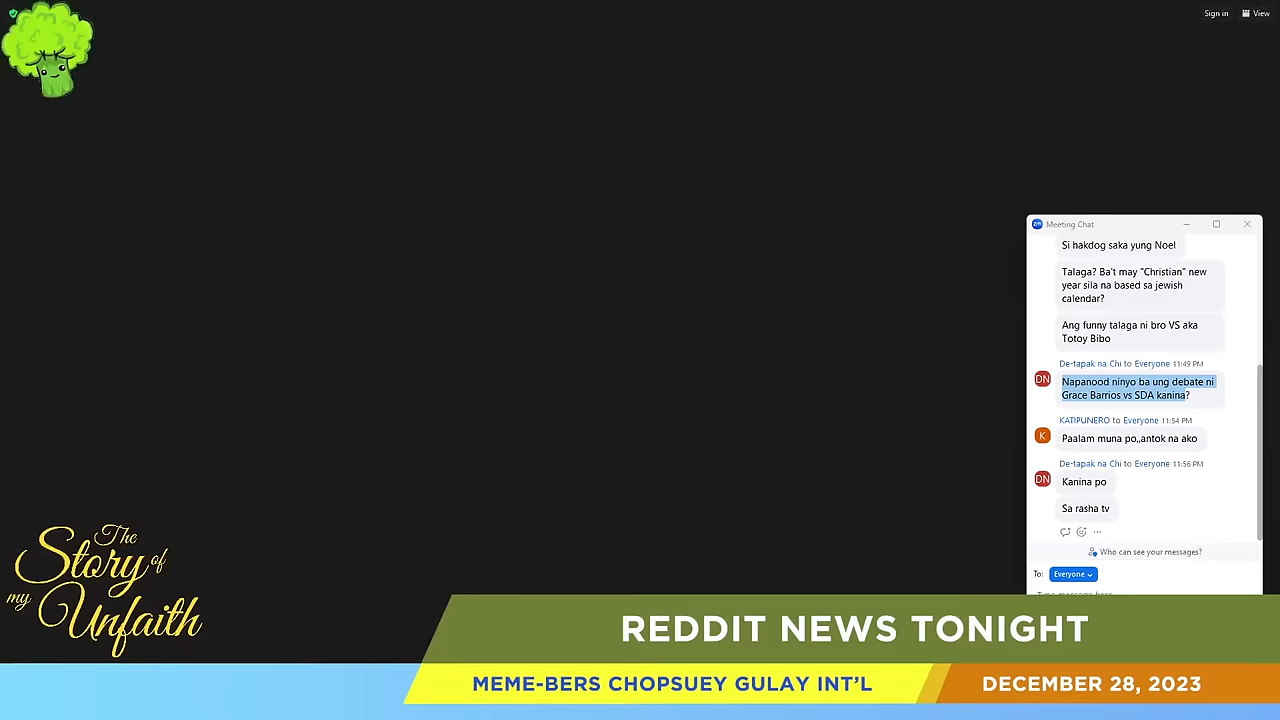 Sign in
View
zm Meeting Chat
Si hakdog saka yung Noel
Talaga? Ba't may "Christian" new
year sila na based sa jewish
calendar?
Ang funny talaga ni bro VS aka
Totoy Bibo
De-tapak na Chi to Everyone 11:49 PM
DN
Napanood ninyo ba ung debate ni
Grace Barrios vs SDA kanina?
KATIPUNERO to Everyone 11:54 PM
K
Paalam muna po,,antok na ako
De-tapak na Chi to Everyone 11:56 PM
DN
Kanina po
Sa rasha tv
Who can see your messages?
To: Everyone
Type message here
The
Story of
my Unfaith
REDDIT NEWS TONIGHT
MEME-BERS CHOPSUEY GULAY INT'L
DECEMBER 28, 2023